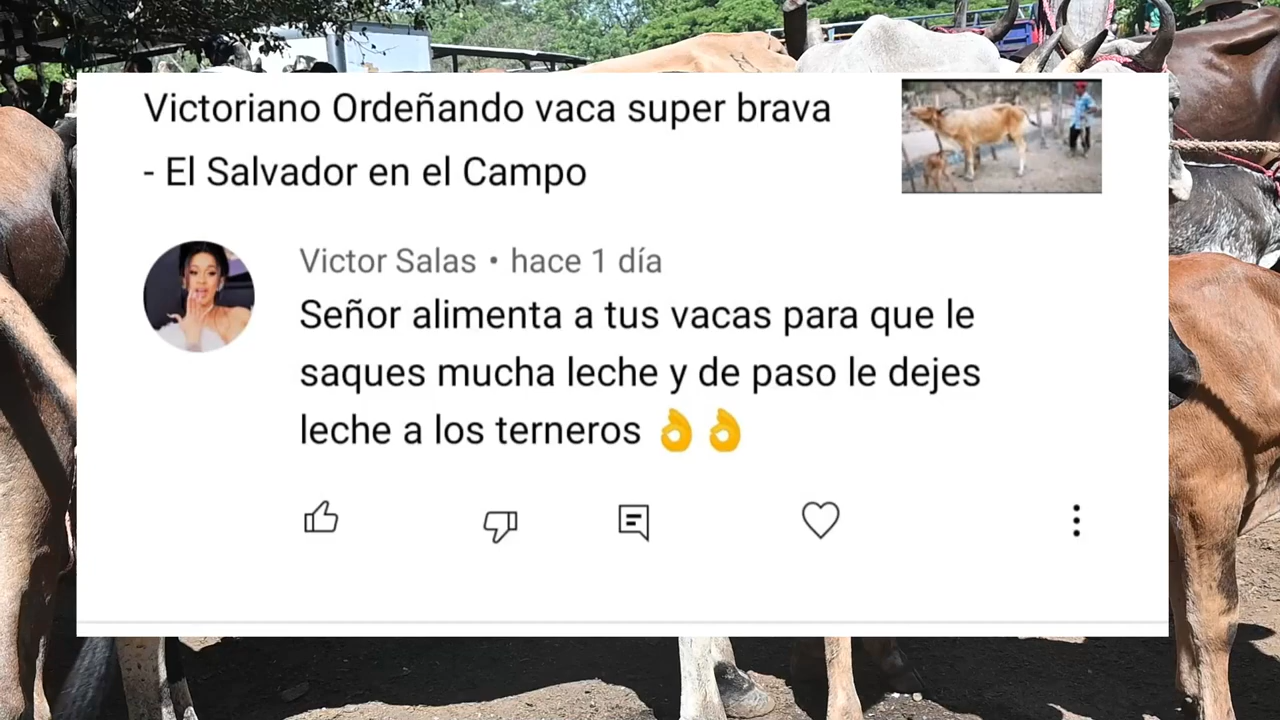 Victoriano Ordeñando vaca super brava
- El Salvador en el Campo
Victor Salas • hace 1 día
Señor alimenta a tus vacas para que le
saques mucha leche y de paso le dejes
leche a los terneros 👌👌